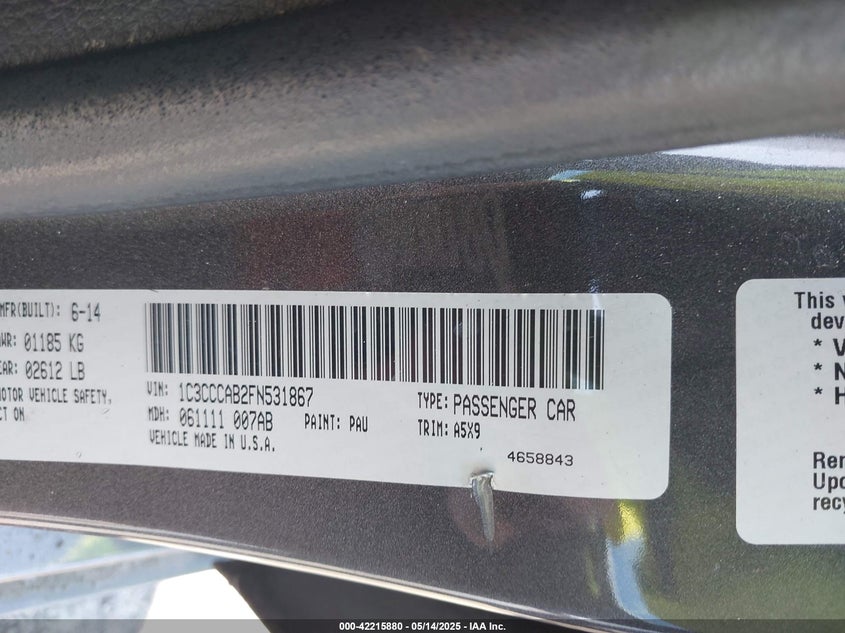 MFR(BUILT): 6-14
WR: 01185 KG
EAR: 02612 LB
MOTOR VEHICLE SAFETY,
CT ON
VIN: 1C3CCCAB2FN531867
TYPE: PASSENGER CAR
MDH: 061111 007AB
PAINT: PAU
TRIM: A5X9
VEHICLE MADE IN U.S.A.
4658843
This v
dev
* V
* N
* H
Ren
Upo
recy
000-42215880 - 05/14/2025 - IAA Inc.